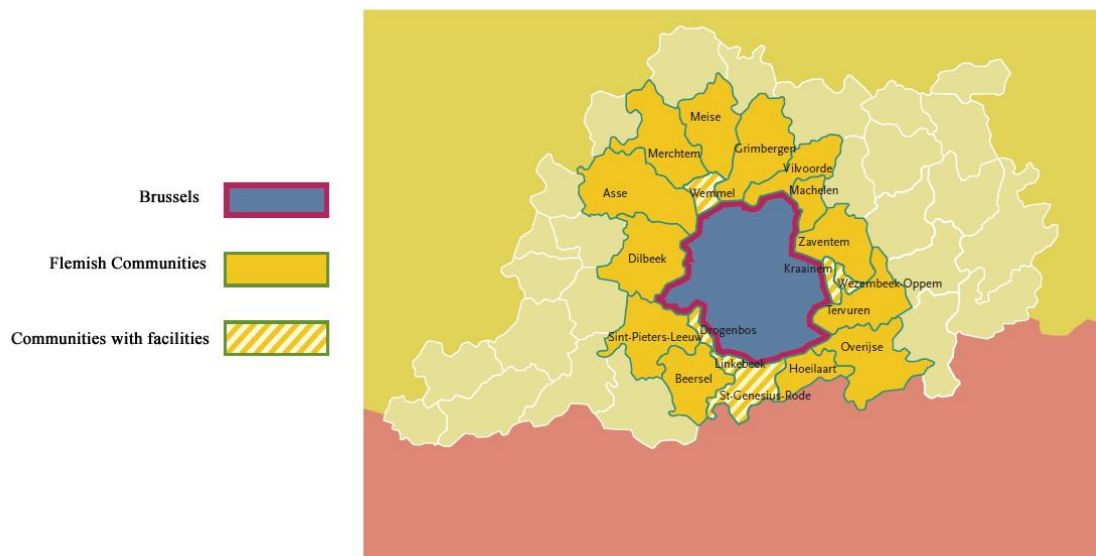 Brussels
Flemish Communities
Communities with facilities
Meise
Grimbergen
Merchtem
Vilvoorde
Asse
Wemmel
Machelen
Zaventem
Dilbeek
Kraainem
Wezembeek Oppem
Tervuren
Drogenbos
Sint-Pieters-Leeuw
Overijse
Linkebeek
Hoeilaart
Beersel
St-Genesius-Rode